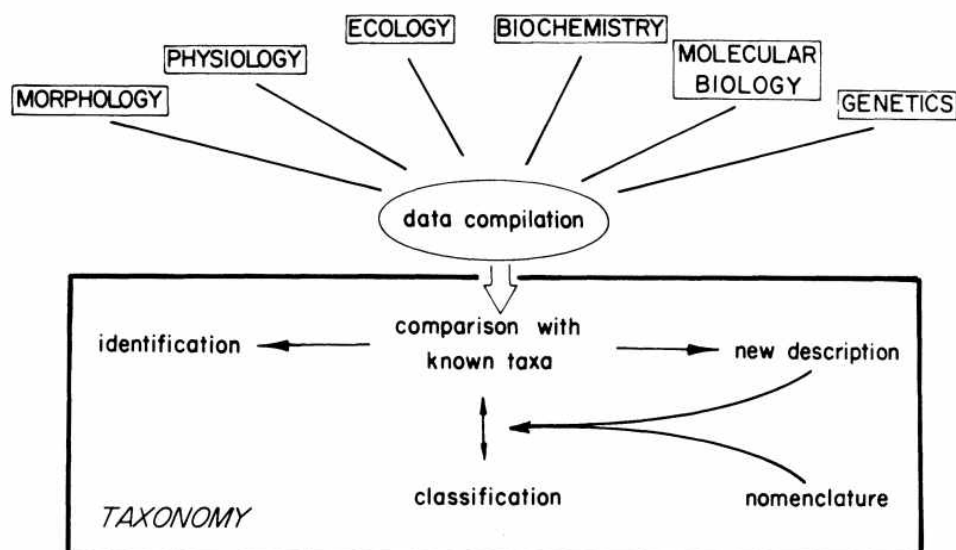 ECOLOGY
BIOCHEMISTRY
PHYSIOLOGY
MOLECULAR
BIOLOGY
MORPHOLOGY
GENETICS
data compilation
comparison with
known taxa
identification
new description
classification
nomenclature
TAXONOMY